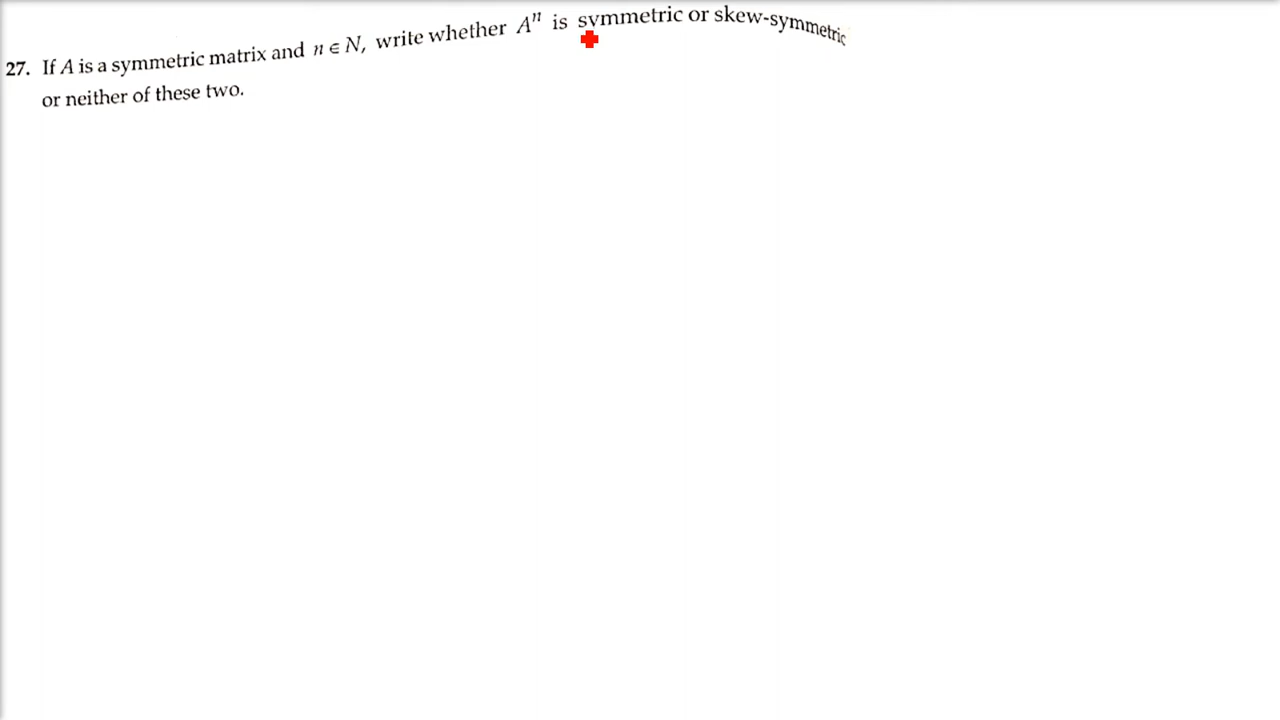 27. If A is a symmetric matrix and n ∈ N, write whether Aⁿ is symmetric or skew-symmetric
or neither of these two.